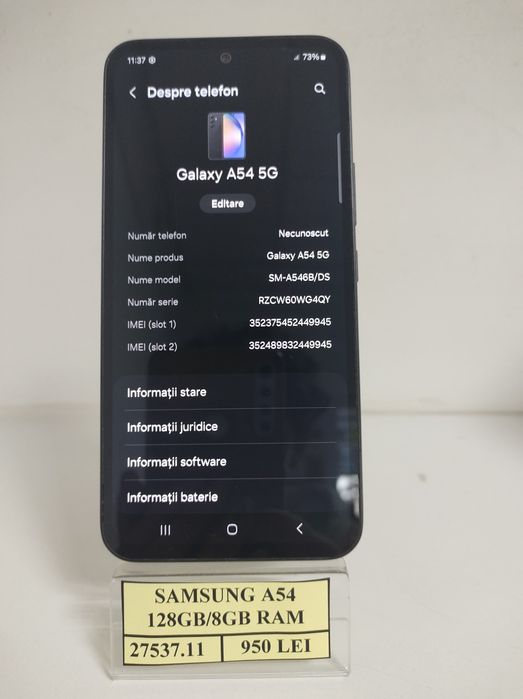 11:37 73%
Despre telefon
Galaxy A54 5G
Editare
Număr telefon Necunoscut
Nume produs Galaxy A54 5G
Nume model SM-A546B/DS
Număr serie RZCW60WG4QY
IMEI (slot 1) 352375452449945
IMEI (slot 2) 352489832449945
Informații stare
Informații juridice
Informații software
Informații baterie
SAMSUNG A54
128GB/8GB RAM
27537.11 950 LEI